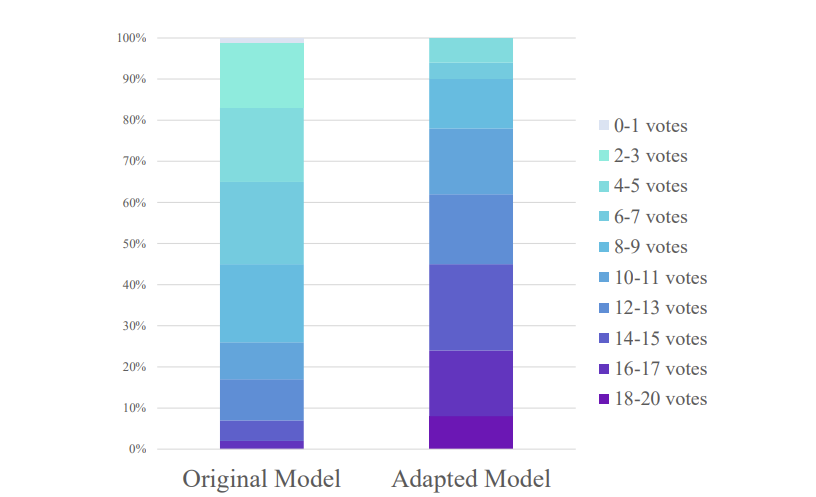 100%
90%
80%
70%
60%
50%
40%
30%
20%
10%
0%
Original Model
Adapted Model
0-1 votes
2-3 votes
4-5 votes
6-7 votes
8-9 votes
10-11 votes
12-13 votes
14-15 votes
16-17 votes
18-20 votes